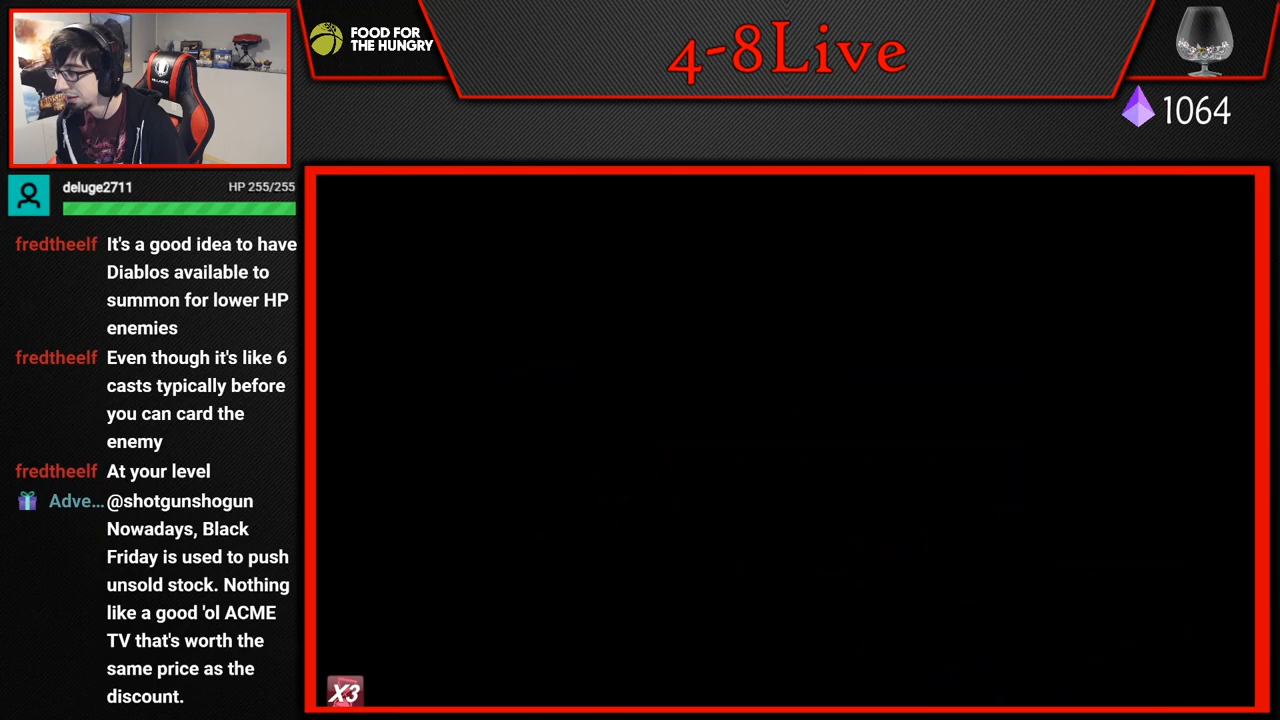 FOOD FOR
THE HUNGRY
4-8Live
1064
deluge2711 HP 255/255
fredtheelf It's a good idea to have
Diablos available to
summon for lower HP
enemies
fredtheelf Even though it's like 6
casts typically before
you can card the
enemy
fredtheelf At your level
Adve... @shotgunshogun
Nowadays, Black
Friday is used to push
unsold stock. Nothing
like a good 'ol ACME
TV that's worth the
same price as the
discount.
X3